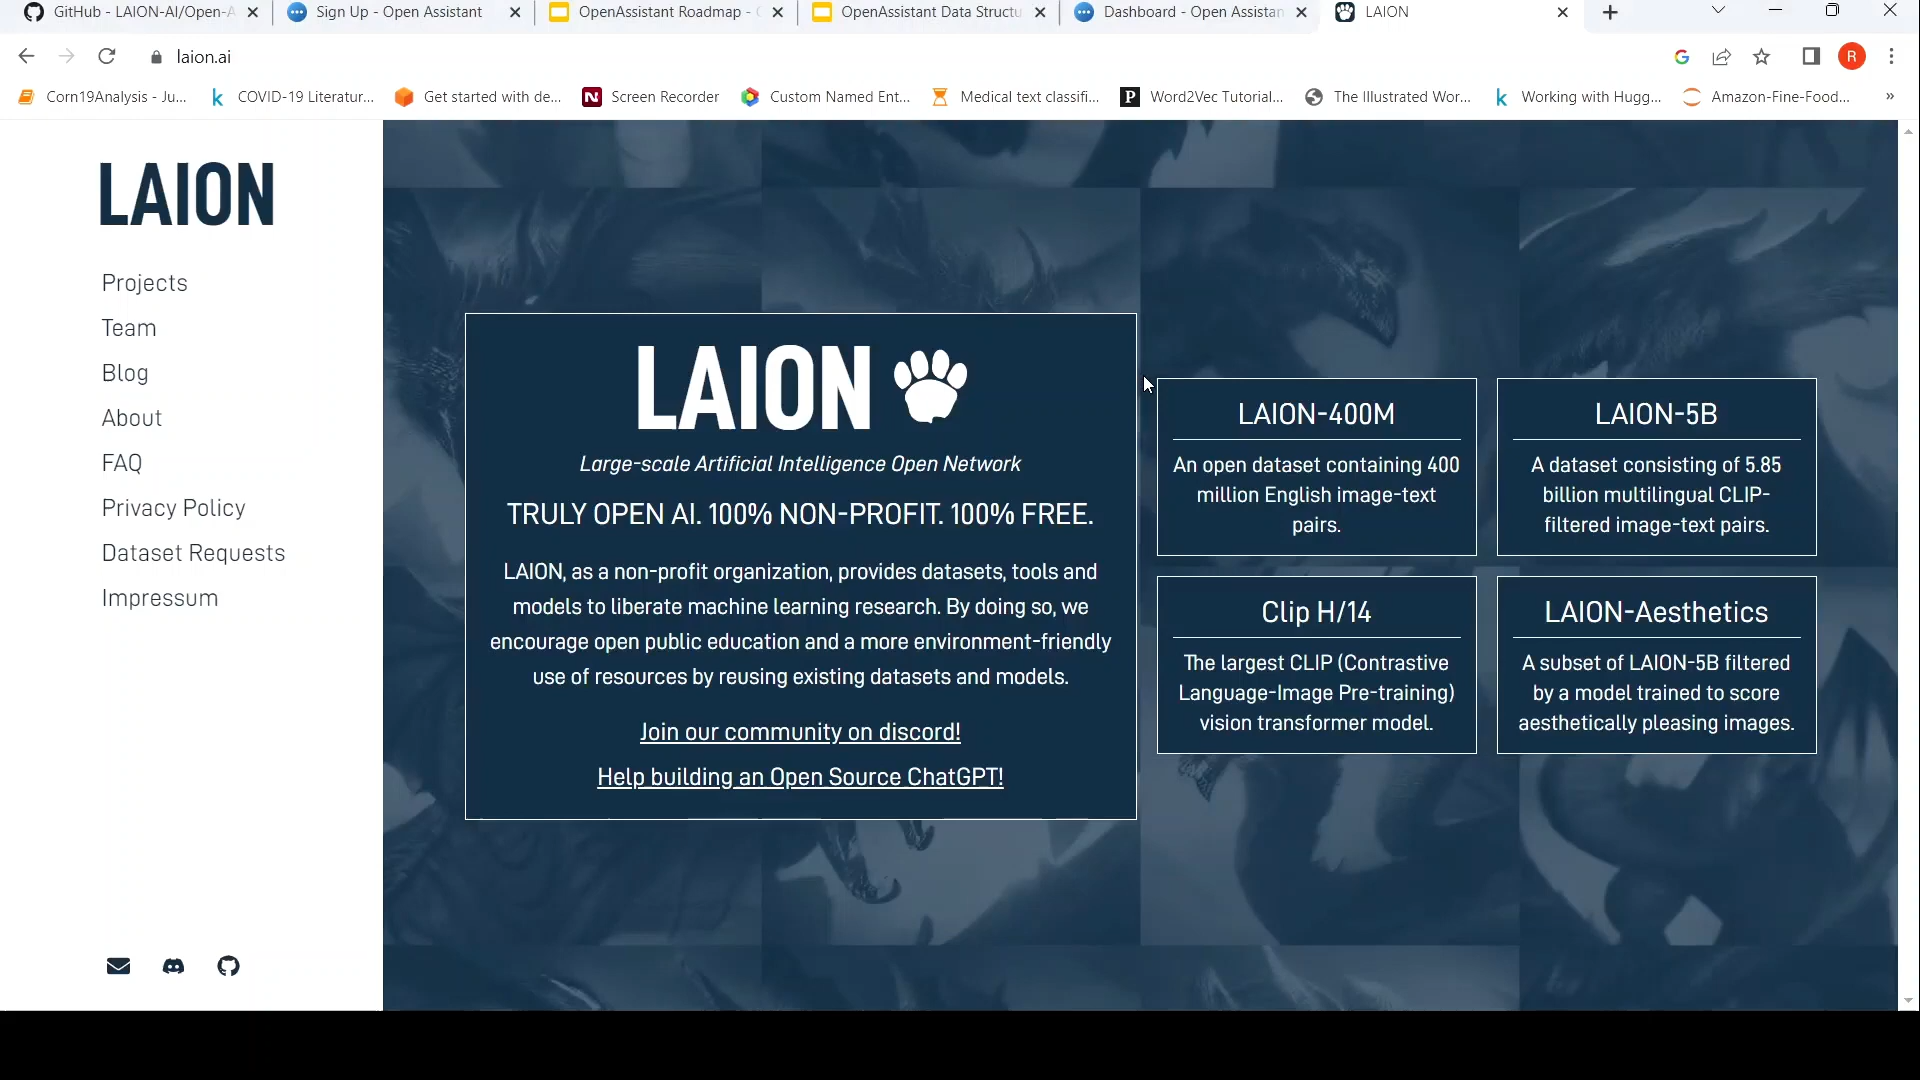 GitHub - LAION-AI/Open-A
Sign Up - Open Assistant
OpenAssistant Roadmap -
OpenAssistant Data Structu
Dashboard - Open Assistan
LAION
laion.ai
R
Corn19Analysis - Ju...
COVID-19 Literatur...
Get started with de...
Screen Recorder
Custom Named Ent...
Medical text classifi...
Word2Vec Tutorial...
The Illustrated Wor...
Working with Hugg...
Amazon-Fine-Food...
»
LAION
Projects
Team
Blog
About
FAQ
Privacy Policy
Dataset Requests
Impressum
LAION
Large-scale Artificial Intelligence Open Network
TRULY OPEN AI. 100% NON-PROFIT. 100% FREE.
LAION, as a non-profit organization, provides datasets, tools and
models to liberate machine learning research. By doing so, we
encourage open public education and a more environment-friendly
use of resources by reusing existing datasets and models.
Join our community on discord!
Help building an Open Source ChatGPT!
LAION-400M
An open dataset containing 400
million English image-text
pairs.
LAION-5B
A dataset consisting of 5.85
billion multilingual CLIP-
filtered image-text pairs.
Clip H/14
The largest CLIP (Contrastive
Language-Image Pre-training)
vision transformer model.
LAION-Aesthetics
A subset of LAION-5B filtered
by a model trained to score
aesthetically pleasing images.